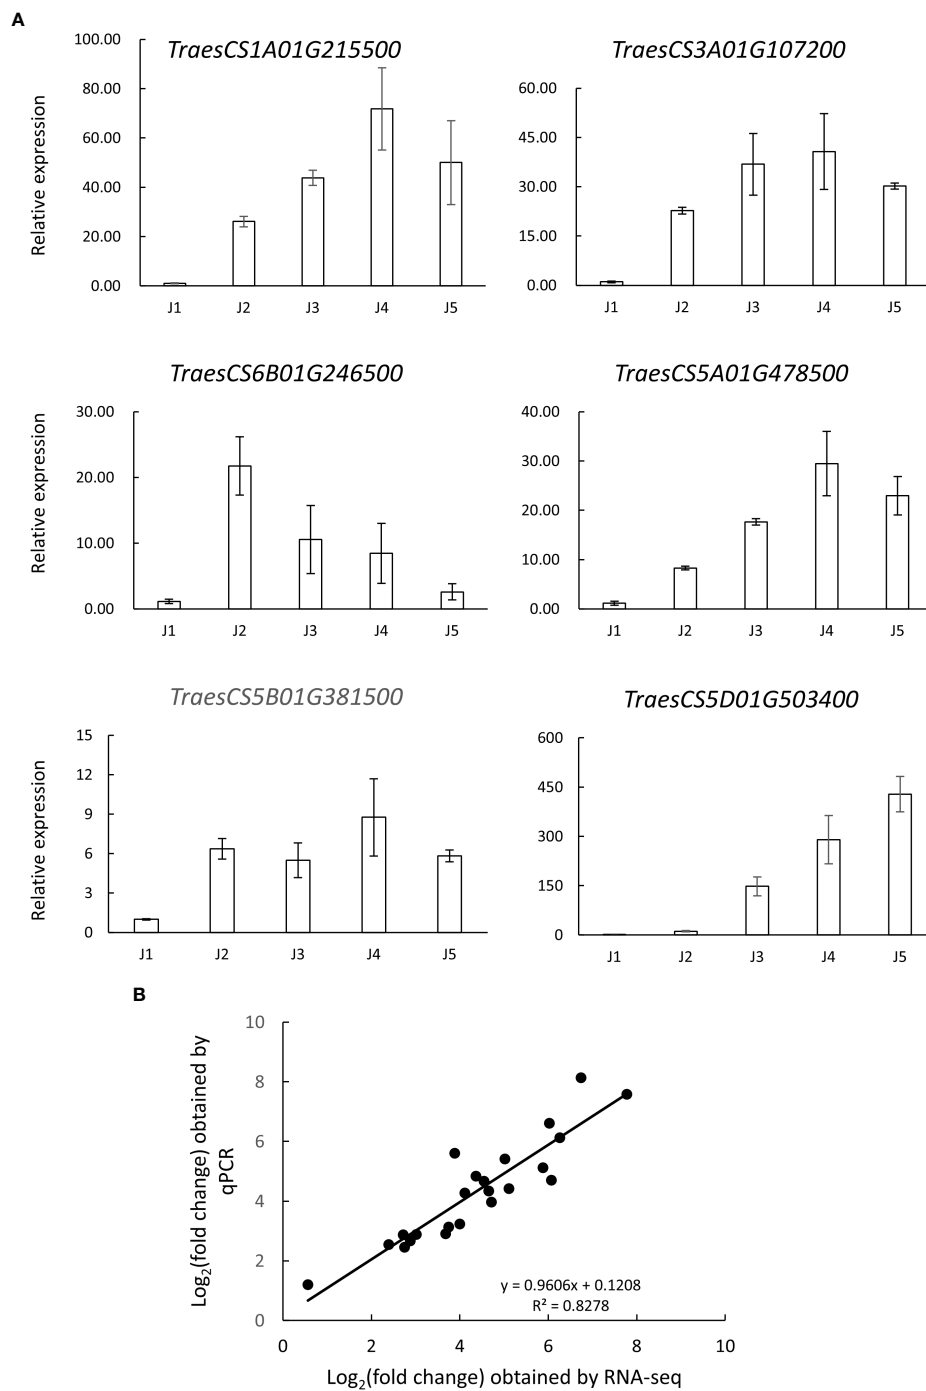 A
TraesCS1A01G215500
Relative expression
100.00
80.00
60.00
40.00
20.00
0.00
J1 J2 J3 J4 J5
TraesCS3A01G107200
60.00
45.00
30.00
15.00
0.00
J1 J2 J3 J4 J5
TraesCS6B01G246500
Relative expression
30.00
20.00
10.00
0.00
J1 J2 J3 J4 J5
TraesCS5A01G478500
40.00
30.00
20.00
10.00
0.00
J1 J2 J3 J4 J5
TraesCS5B01G381500
Relative expression
15
12
9
6
3
0
J1 J2 J3 J4 J5
TraesCS5D01G503400
600
450
300
150
0
J1 J2 J3 J4 J5
B
Log₂(fold change) obtained by
qPCR
10
8
6
4
2
0
y = 0.9606x + 0.1208
R² = 0.8278
0 2 4 6 8 10
Log₂(fold change) obtained by RNA-seq